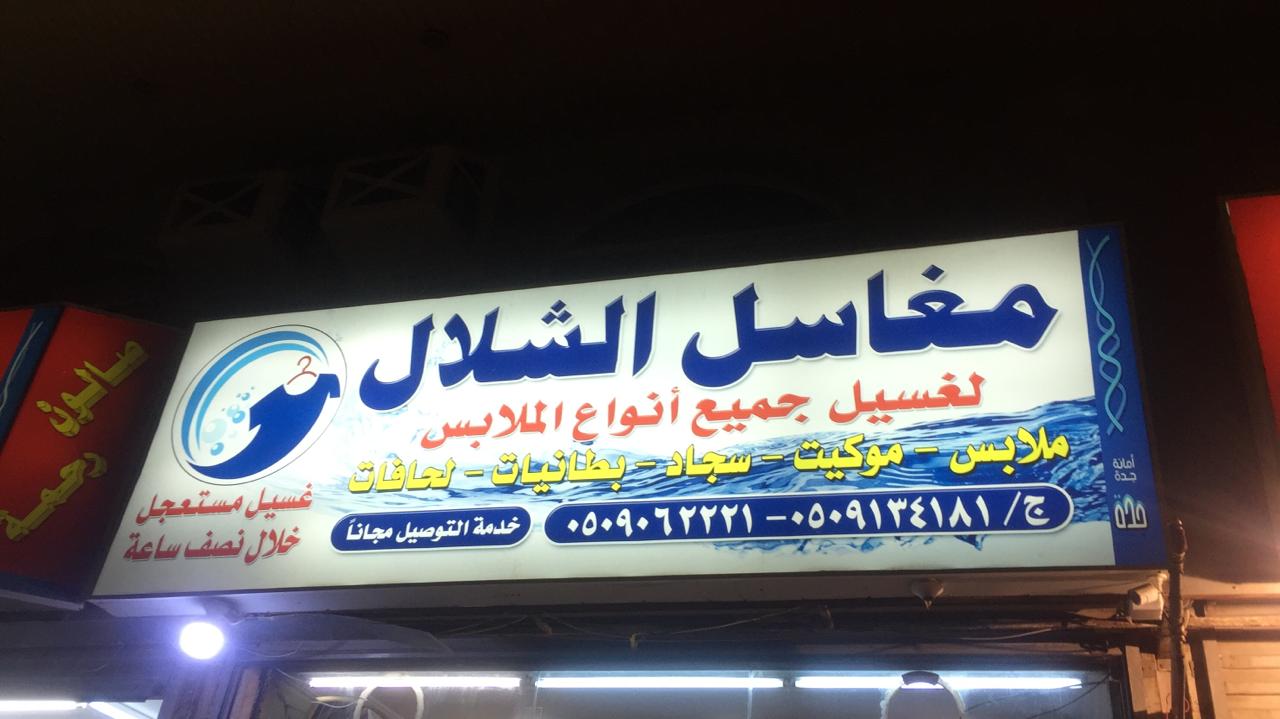 مغاسل الشلال
لغسيل جميع أنواع الملابس
ملابس - موكيت - سجاد - بطانيات - لحافات
ج/ ٠٥٠٩١٣٤١٨١ - ٠٥٠٩٠٦٢٢٢١
خدمة التوصيل مجاناً
غسيل مستعجل
خلال نصف ساعة
أمانة
جدة
جدة
صالون